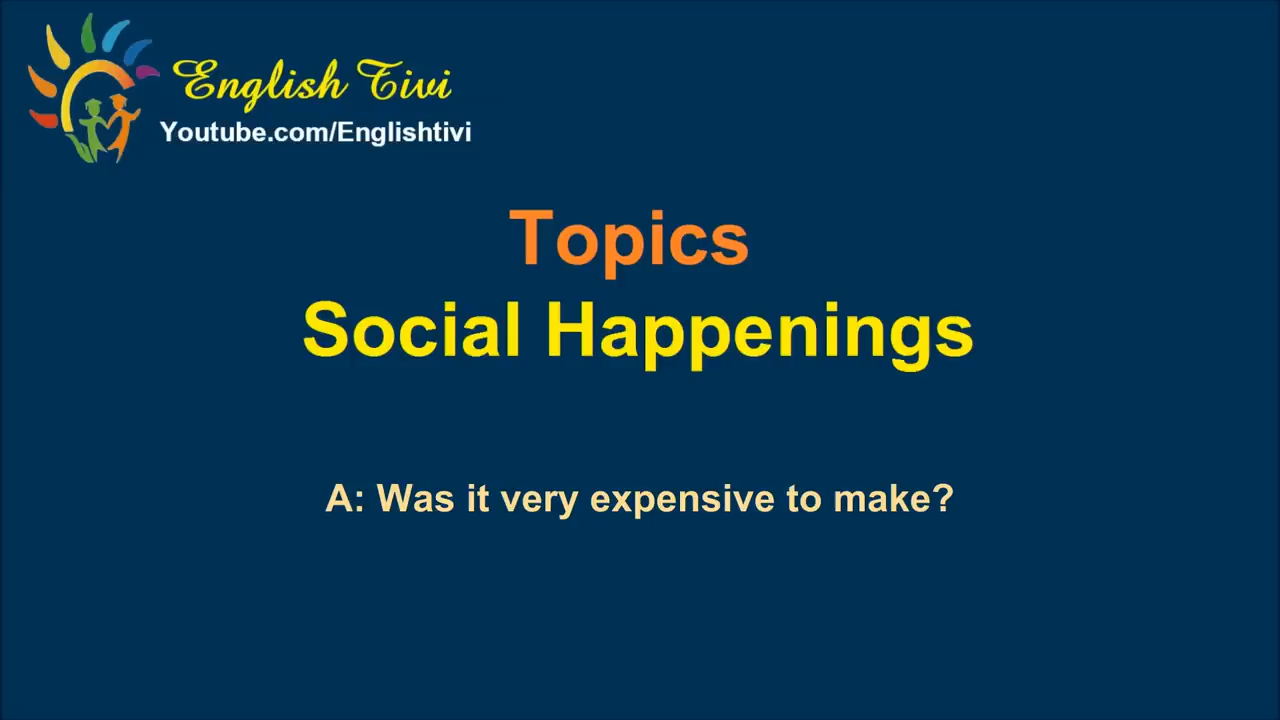 English Tivi
Youtube.com/Englishtivi
Topics
Social Happenings
A: Was it very expensive to make?